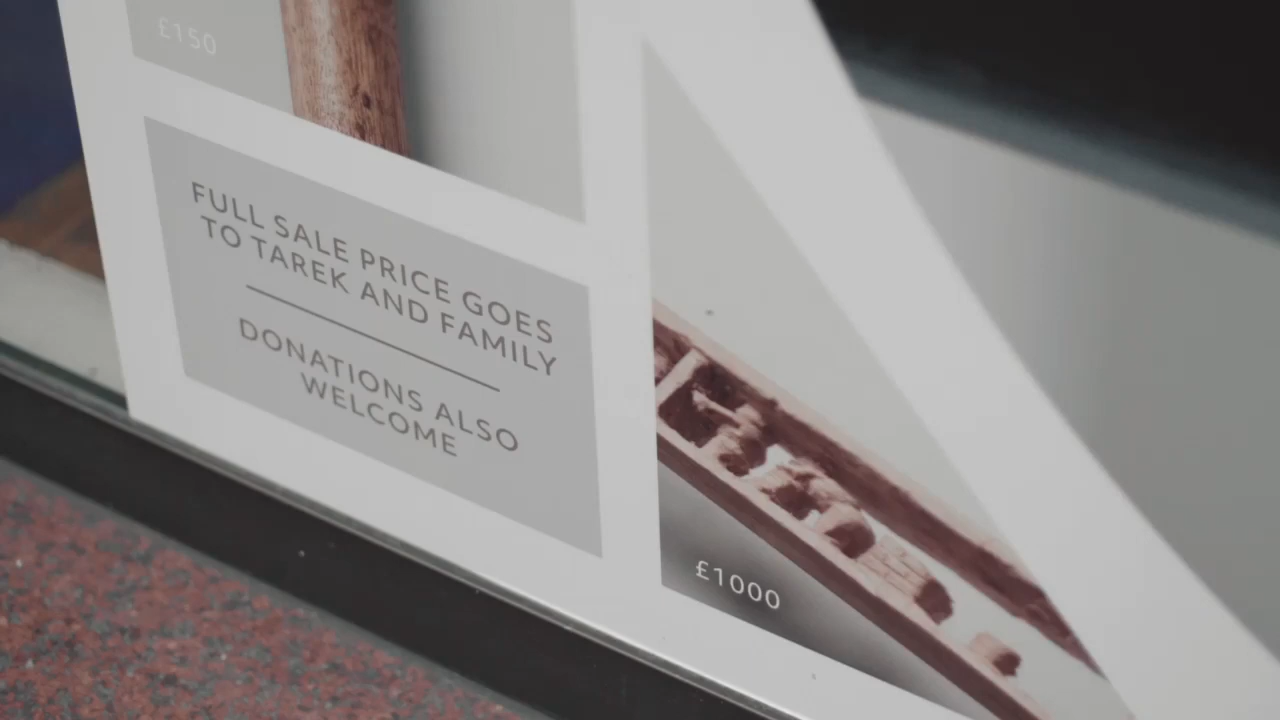 £150
FULL SALE PRICE GOES
TO TAREK AND FAMILY
DONATIONS ALSO
WELCOME
£1000